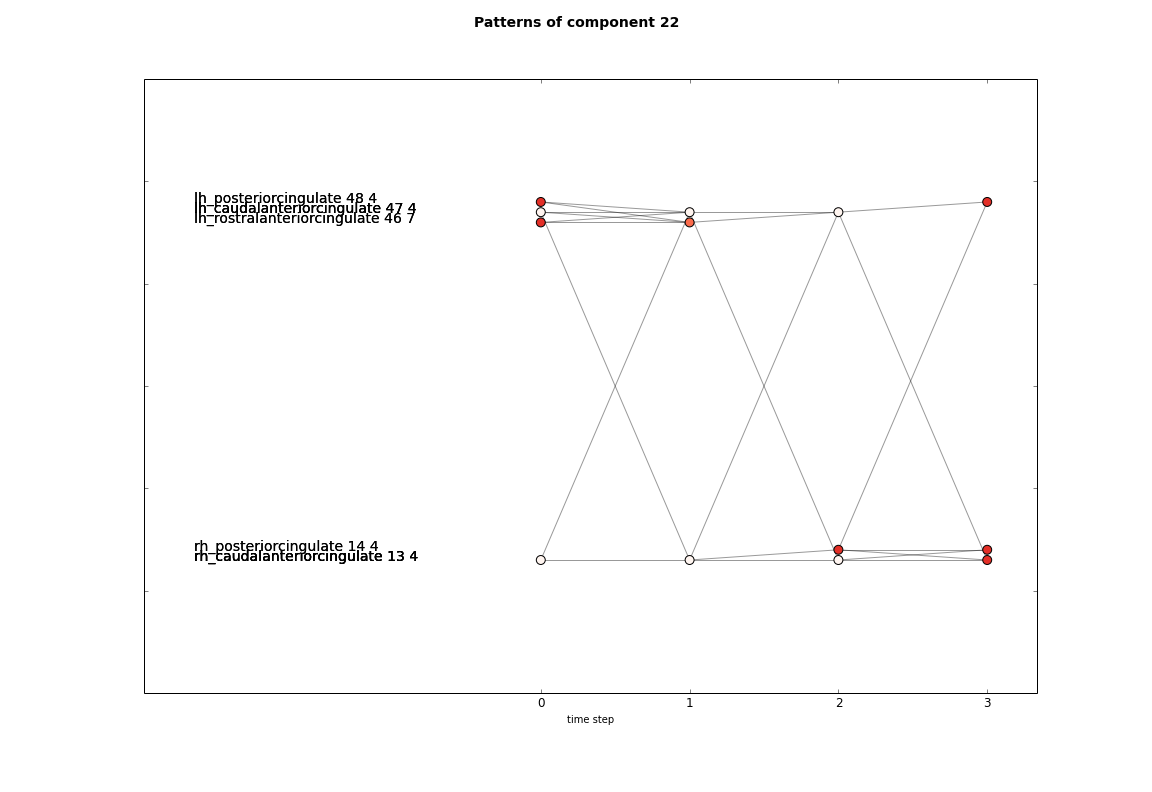 Patterns of component 22
lh_posteriorcingulate 48 4
lh_caudalanteriorcingulate 47 4
lh_rostralanteriorcingulate 46 7
rh_posteriorcingulate 14 4
rh_caudalanteriorcingulate 13 4
0 1 2 3
time step